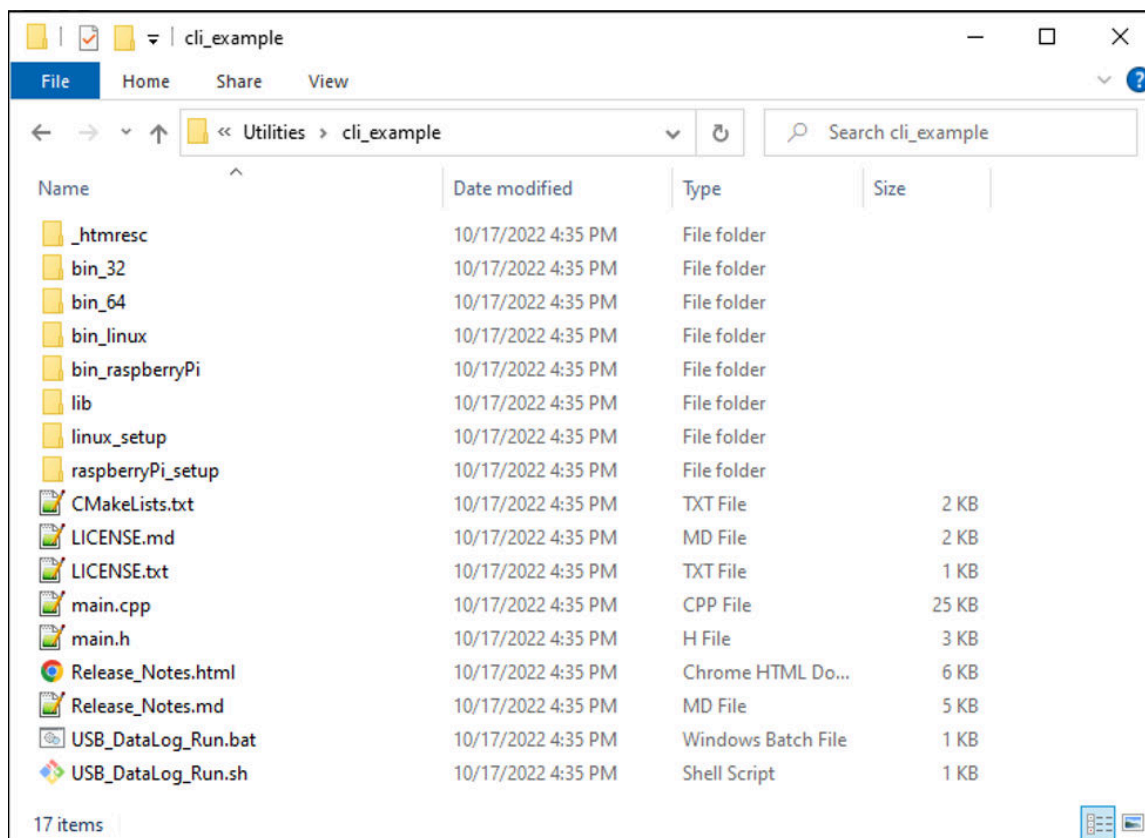 cli_example
File Home Share View ?
« Utilities › cli_example Search cli_example
Name Date modified Type Size
_htmresc 10/17/2022 4:35 PM File folder
bin_32 10/17/2022 4:35 PM File folder
bin_64 10/17/2022 4:35 PM File folder
bin_linux 10/17/2022 4:35 PM File folder
bin_raspberryPi 10/17/2022 4:35 PM File folder
lib 10/17/2022 4:35 PM File folder
linux_setup 10/17/2022 4:35 PM File folder
raspberryPi_setup 10/17/2022 4:35 PM File folder
CMakeLists.txt 10/17/2022 4:35 PM TXT File 2 KB
LICENSE.md 10/17/2022 4:35 PM MD File 2 KB
LICENSE.txt 10/17/2022 4:35 PM TXT File 1 KB
main.cpp 10/17/2022 4:35 PM CPP File 25 KB
main.h 10/17/2022 4:35 PM H File 3 KB
Release_Notes.html 10/17/2022 4:35 PM Chrome HTML Do... 6 KB
Release_Notes.md 10/17/2022 4:35 PM MD File 5 KB
USB_DataLog_Run.bat 10/17/2022 4:35 PM Windows Batch File 1 KB
USB_DataLog_Run.sh 10/17/2022 4:35 PM Shell Script 1 KB
17 items